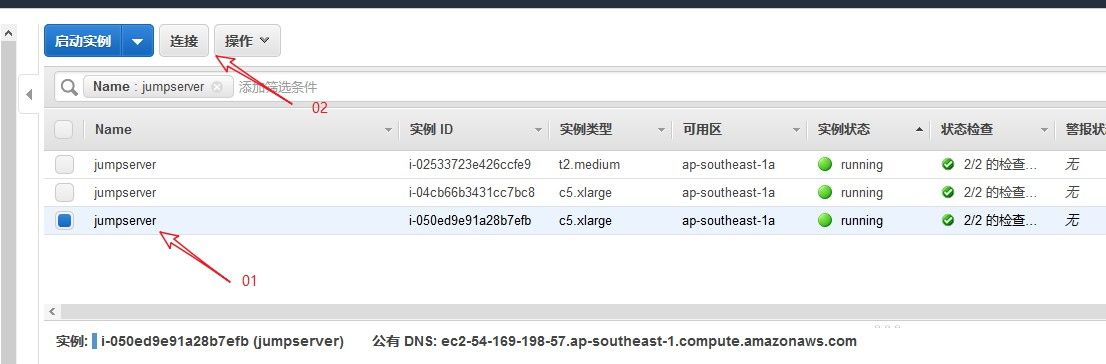 启动实例 连接 操作
Name : jumpserver 添加筛选条件
02
Name 实例 ID 实例类型 可用区 实例状态 状态检查 警报状
jumpserver i-02533723e426ccfe9 t2.medium ap-southeast-1a running 2/2 的检查... 无
jumpserver i-04cb66b3431cc7bc8 c5.xlarge ap-southeast-1a running 2/2 的检查... 无
jumpserver i-050ed9e91a28b7efb c5.xlarge ap-southeast-1a running 2/2 的检查... 无
01
实例: i-050ed9e91a28b7efb (jumpserver) 公有 DNS: ec2-54-169-198-57.ap-southeast-1.compute.amazonaws.com